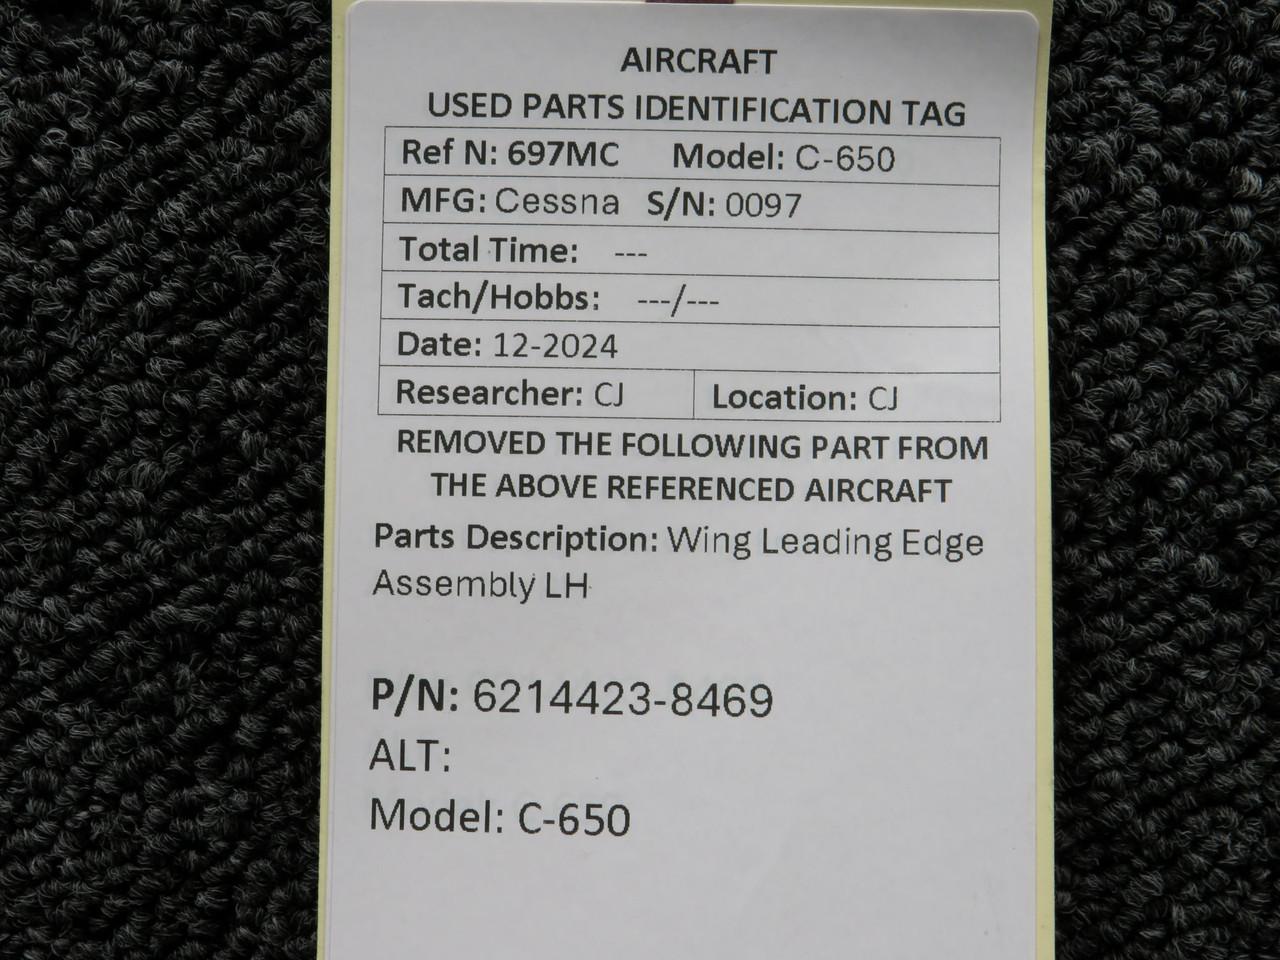 AIRCRAFT
USED PARTS IDENTIFICATION TAG
Ref N: 697MC Model: C-650
MFG: Cessna S/N: 0097
Total Time: ---
Tach/Hobbs: ---/---
Date: 12-2024
Researcher: CJ Location: CJ
REMOVED THE FOLLOWING PART FROM
THE ABOVE REFERENCED AIRCRAFT
Parts Description: Wing Leading Edge
Assembly LH
P/N: 6214423-8469
ALT:
Model: C-650